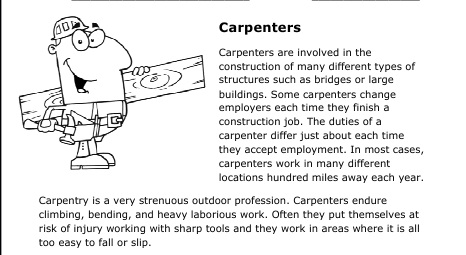 Carpenters
Carpenters are involved in the
construction of many different types of
structures such as bridges or large
buildings. Some carpenters change
employers each time they finish a
construction job. The duties of a
carpenter differ just about each time
they accept employment. In most cases,
carpenters work in many different
locations hundred miles away each year.
Carpentry is a very strenuous outdoor profession. Carpenters endure
climbing, bending, and heavy laborious work. Often they put themselves at
risk of injury working with sharp tools and they work in areas where it is all
too easy to fall or slip.